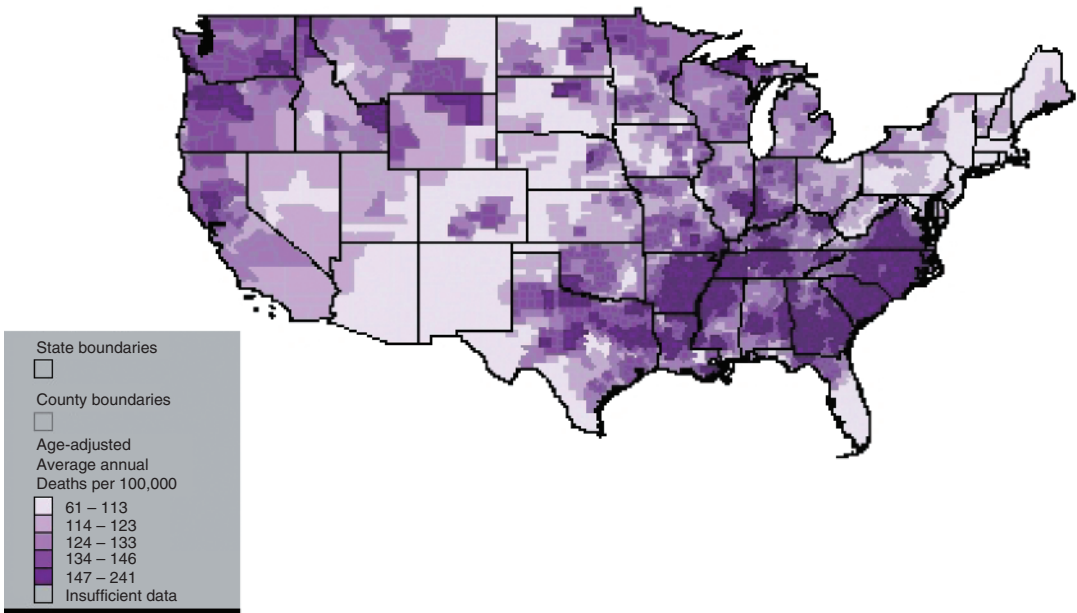 State boundaries
County boundaries
Age-adjusted
Average annual
Deaths per 100,000
61 – 113
114 – 123
124 – 133
134 – 146
147 – 241
Insufficient data